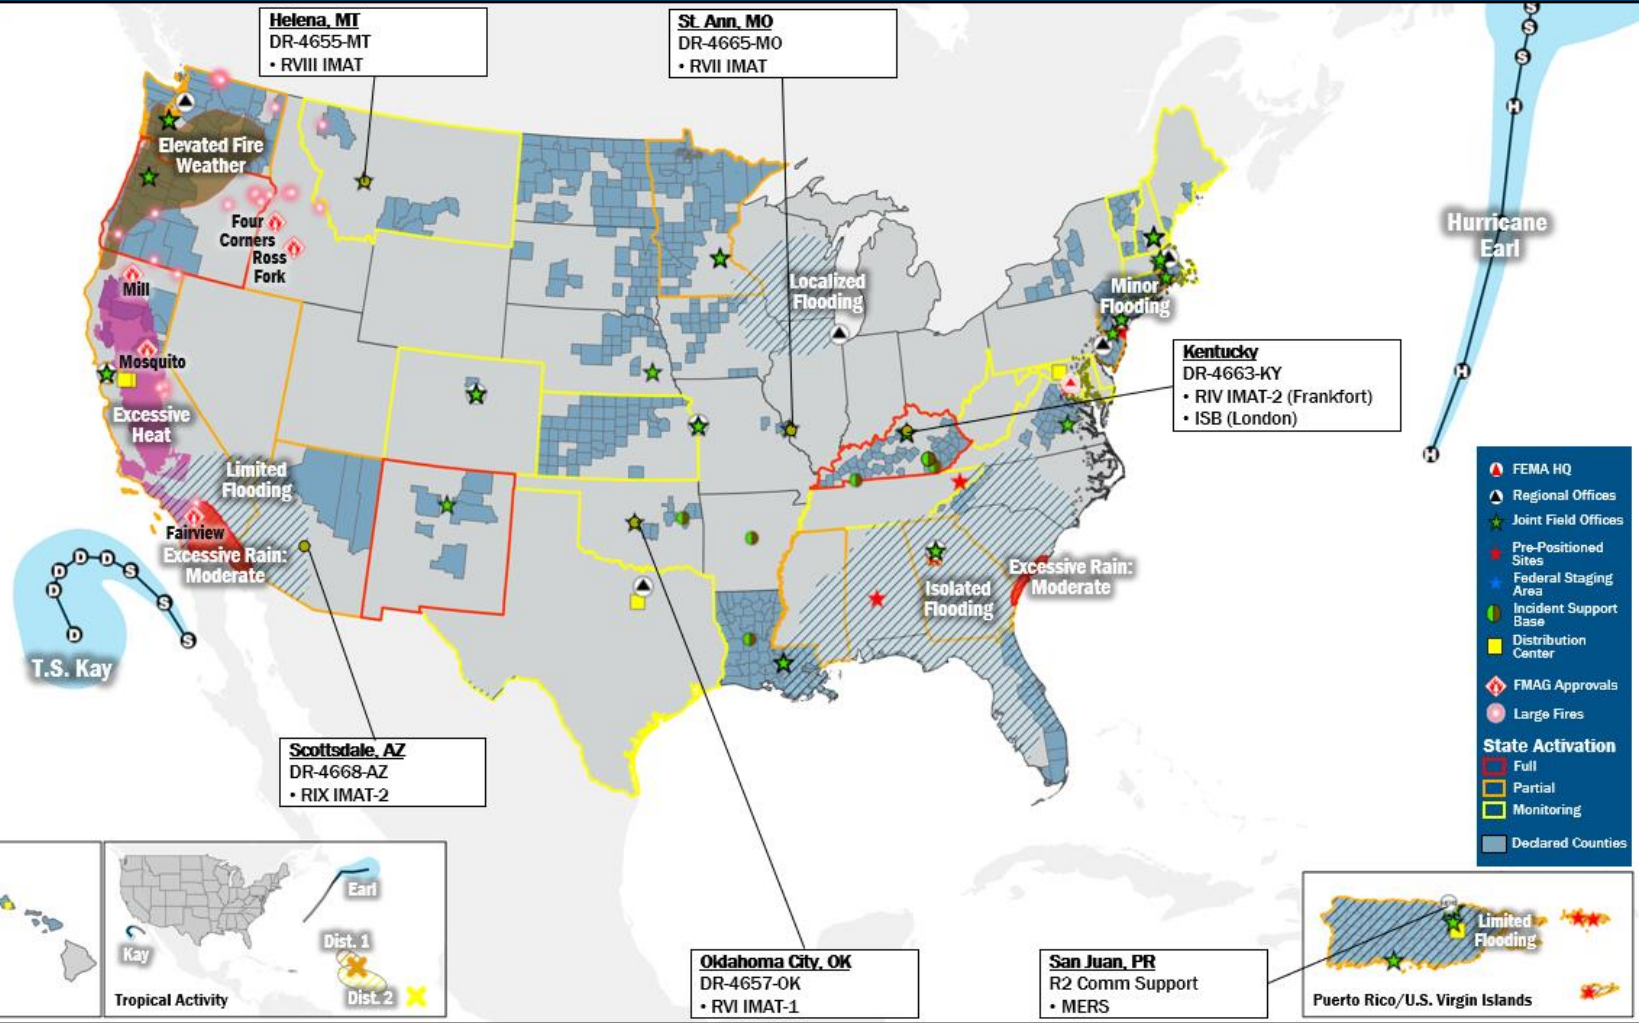 Helena, MT
DR-4655-MT
• RVIII IMAT
St. Ann, MO
DR-4665-MO
• RVII IMAT
S
S
S
H
H
H
Hurricane
Earl
Elevated Fire
Weather
Four
Corners
Ross
Fork
Mill
Mosquito
Excessive
Heat
Limited
Flooding
Fairview
Excessive Rain:
Moderate
Localized
Flooding
Minor
Flooding
Kentucky
DR-4663-KY
• RIV IMAT-2 (Frankfort)
• ISB (London)
Isolated
Flooding
Excessive Rain:
Moderate
D
D
D
D
D
S
S
S
T.S. Kay
FEMA HQ
Regional Offices
Joint Field Offices
Pre-Positioned
Sites
Federal Staging
Area
Incident Support
Base
Distribution
Center
FMAG Approvals
Large Fires
State Activation
Full
Partial
Monitoring
Declared Counties
Scottsdale, AZ
DR-4668-AZ
• RIX IMAT-2
Earl
Kay
Dist. 1
Dist. 2
Tropical Activity
Oklahoma City, OK
DR-4657-OK
• RVI IMAT-1
San Juan, PR
R2 Comm Support
• MERS
Limited
Flooding
Puerto Rico/U.S. Virgin Islands